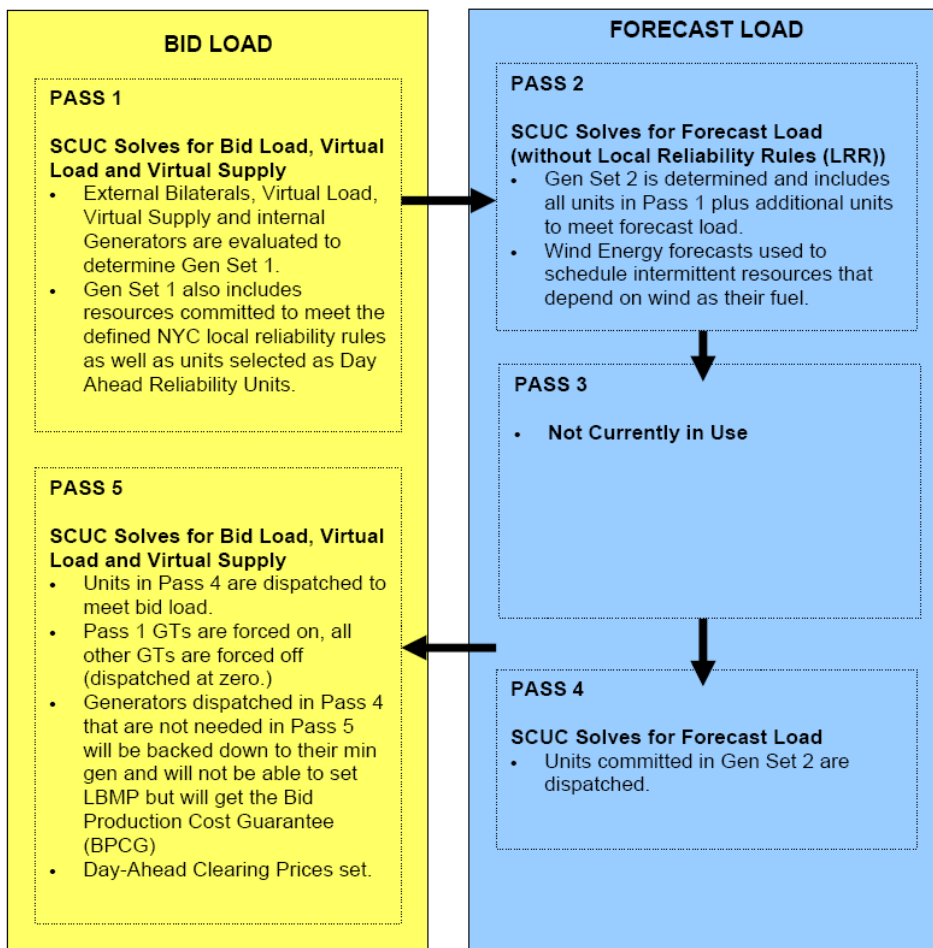 BID LOAD
PASS 1
SCUC Solves for Bid Load, Virtual
Load and Virtual Supply
• External Bilaterals, Virtual Load,
Virtual Supply and internal
Generators are evaluated to
determine Gen Set 1.
• Gen Set 1 also includes
resources committed to meet the
defined NYC local reliability rules
as well as units selected as Day
Ahead Reliability Units.
FORECAST LOAD
PASS 2
SCUC Solves for Forecast Load
(without Local Reliability Rules (LRR))
• Gen Set 2 is determined and includes
all units in Pass 1 plus additional units
to meet forecast load.
• Wind Energy forecasts used to
schedule intermittent resources that
depend on wind as their fuel.
PASS 3
• Not Currently in Use
PASS 4
SCUC Solves for Forecast Load
• Units committed in Gen Set 2 are
dispatched.
PASS 5
SCUC Solves for Bid Load, Virtual
Load and Virtual Supply
• Units in Pass 4 are dispatched to
meet bid load.
• Pass 1 GTs are forced on, all
other GTs are forced off
(dispatched at zero.)
• Generators dispatched in Pass 4
that are not needed in Pass 5
will be backed down to their min
gen and will not be able to set
LBMP but will get the Bid
Production Cost Guarantee
(BPCG)
• Day-Ahead Clearing Prices set.